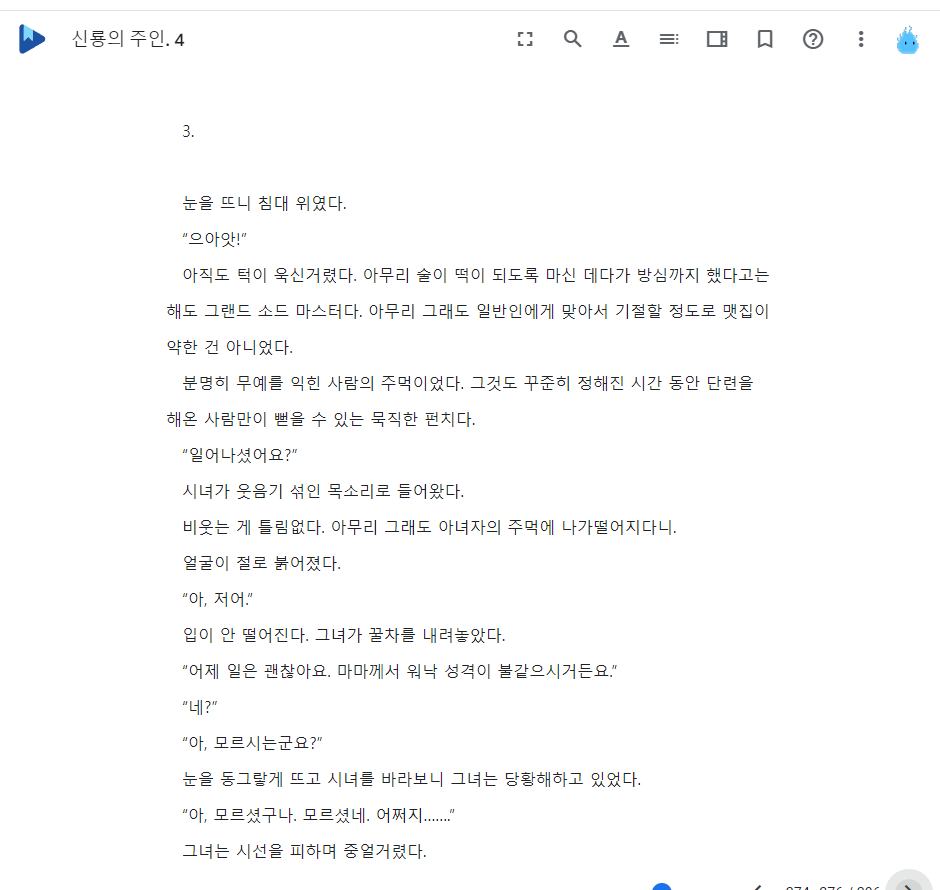 신룡의 주인. 4
3.
눈을 뜨니 침대 위였다.
“으아앗!”
아직도 턱이 욱신거렸다. 아무리 술이 떡이 되도록 마신 데다가 방심까지 했다고는
해도 그랜드 소드 마스터다. 아무리 그래도 일반인에게 맞아서 기절할 정도로 맷집이
약한 건 아니었다.
분명히 무예를 익힌 사람의 주먹이었다. 그것도 꾸준히 정해진 시간 동안 단련을
해온 사람만이 뻗을 수 있는 묵직한 펀치다.
“일어나셨어요?”
시녀가 웃음기 섞인 목소리로 들어왔다.
비웃는 게 틀림없다. 아무리 그래도 아녀자의 주먹에 나가떨어지다니.
얼굴이 절로 붉어졌다.
“아, 저어.”
입이 안 떨어진다. 그녀가 꿀차를 내려놓았다.
“어제 일은 괜찮아요. 마마께서 워낙 성격이 불같으시거든요.”
“네?”
“아, 모르시는군요?”
눈을 동그랗게 뜨고 시녀를 바라보니 그녀는 당황해하고 있었다.
“아, 모르셨구나. 모르셨네. 어쩌지…….”
그녀는 시선을 피하며 중얼거렸다.